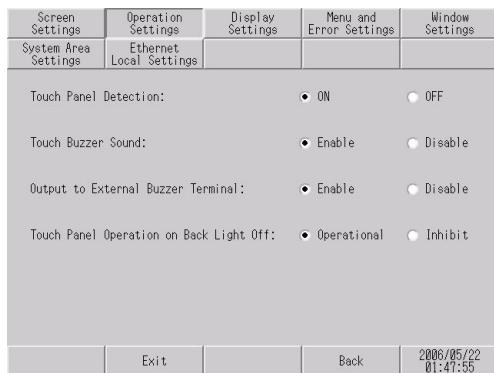 Screen Settings
Operation Settings
Display Settings
Menu and Error Settings
Window Settings
System Area Settings
Ethernet Local Settings
Touch Panel Detection: ON OFF
Touch Buzzer Sound: Enable Disable
Output to External Buzzer Terminal: Enable Disable
Touch Panel Operation on Back Light Off: Operational Inhibit
Exit Back 2006/05/22
01:47:55